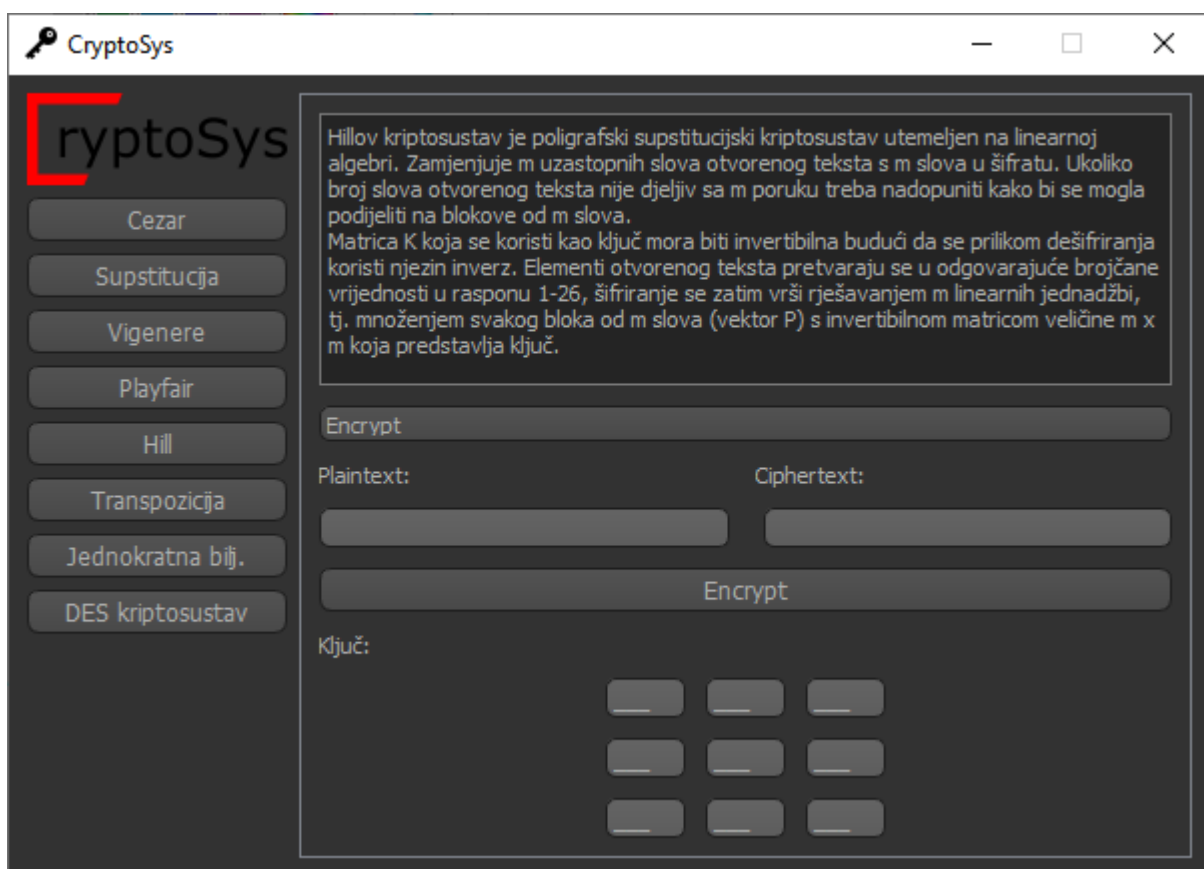 CryptoSys
CryptoSys
Cezar
Supstitucija
Vigenere
Playfair
Hill
Transpozicija
Jednokratna bilj.
DES kriptosustav
Hillov kriptosustav je poligrafski supstitucijski kriptosustav utemeljen na linearnoj
algebri. Zamjenjuje m uzastopnih slova otvorenog teksta s m slova u šifratu. Ukoliko
broj slova otvorenog teksta nije djeljiv sa m poruku treba nadopuniti kako bi se mogla
podijeliti na blokove od m slova.
Matrica K koja se koristi kao ključ mora biti invertibilna budući da se prilikom dešifriranja
koristi njezin inverz. Elementi otvorenog teksta pretvaraju se u odgovarajuće brojčane
vrijednosti u rasponu 1-26, šifriranje se zatim vrši rješavanjem m linearnih jednadžbi,
tj. množenjem svakog bloka od m slova (vektor P) s invertibilnom matricom veličine m x
m koja predstavlja ključ.
Encrypt
Plaintext:
Ciphertext:
Encrypt
Ključ: